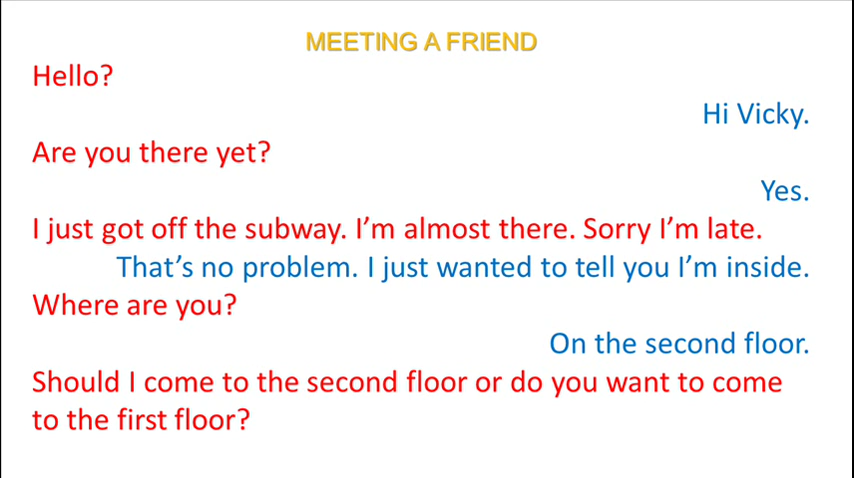 MEETING A FRIEND
Hello?
Hi Vicky.
Are you there yet?
Yes.
I just got off the subway. I’m almost there. Sorry I’m late.
That’s no problem. I just wanted to tell you I’m inside.
Where are you?
On the second floor.
Should I come to the second floor or do you want to come
to the first floor?